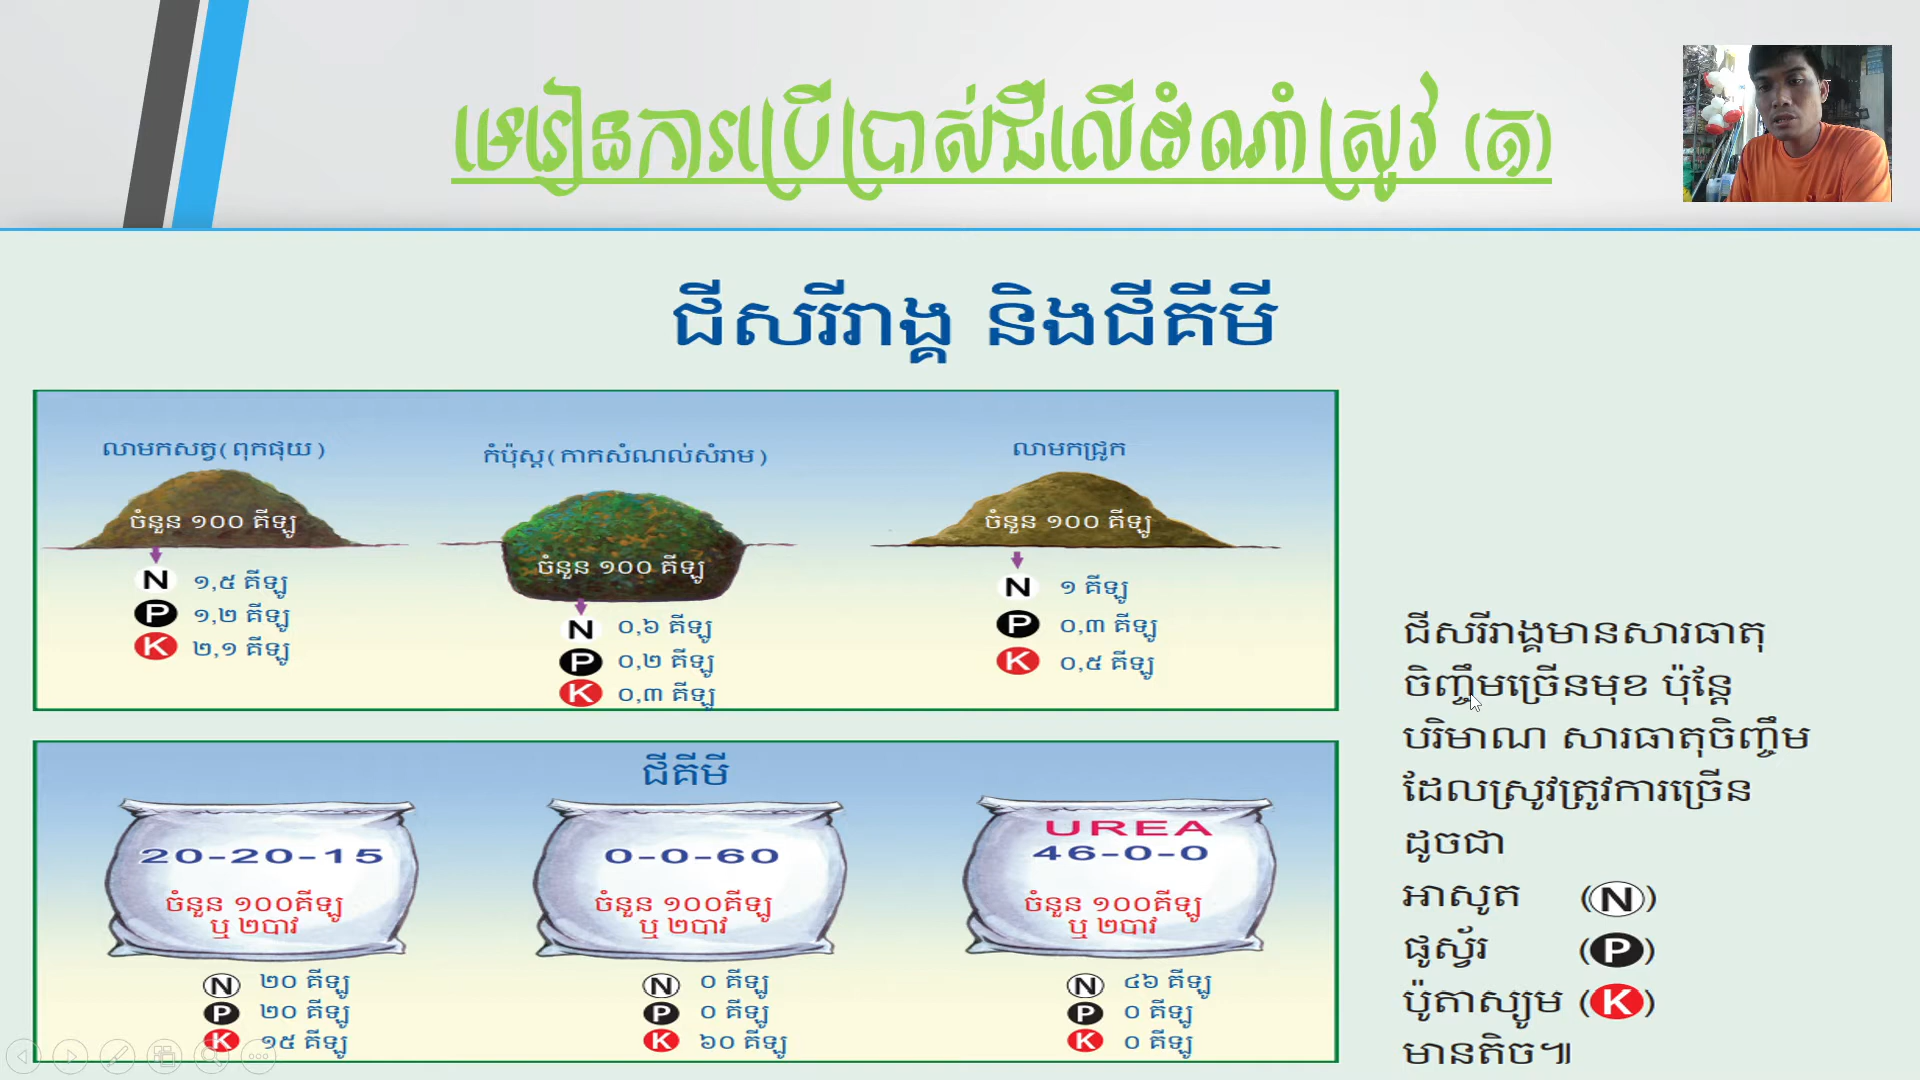 មេរៀនការប្រើប្រាស់ជីលើដំណាំស្រូវ (ត)
ជីសរីរាង្គ និងជីគីមី
លាមកសត្វ(ពុកផុយ)
ចំនួន ១០០ គីឡូ
N ១,៥ គីឡូ
P ១,២ គីឡូ
K ២,១ គីឡូ
កំប៉ុស្ត(កាកសំណល់សំរាម)
ចំនួន ១០០ គីឡូ
N ០,៦ គីឡូ
P ០,២ គីឡូ
K ០,៣ គីឡូ
លាមកជ្រូក
ចំនួន ១០០ គីឡូ
N ១ គីឡូ
P ០,៣ គីឡូ
K ០,៥ គីឡូ
ជីគីមី
20-20-15
ចំនួន ១០០គីឡូ
ឬ ២បាវ
N ២០ គីឡូ
P ២០ គីឡូ
K ១៥ គីឡូ
0-0-60
ចំនួន ១០០គីឡូ
ឬ ២បាវ
N ០ គីឡូ
P ០ គីឡូ
K ៦០ គីឡូ
UREA
46-0-0
ចំនួន ១០០គីឡូ
ឬ ២បាវ
N ៤៦ គីឡូ
P ០ គីឡូ
K ០ គីឡូ
ជីសរីរាង្គមានសារធាតុ
ចិញ្ចឹមច្រើនមុខ ប៉ុន្តែ
បរិមាណ សារធាតុចិញ្ចឹម
ដែលស្រូវត្រូវការច្រើន
ដូចជា
អាសូត (N)
ផូស្វ័រ (P)
ប៉ូតាស្យូម (K)
មានតិច៕